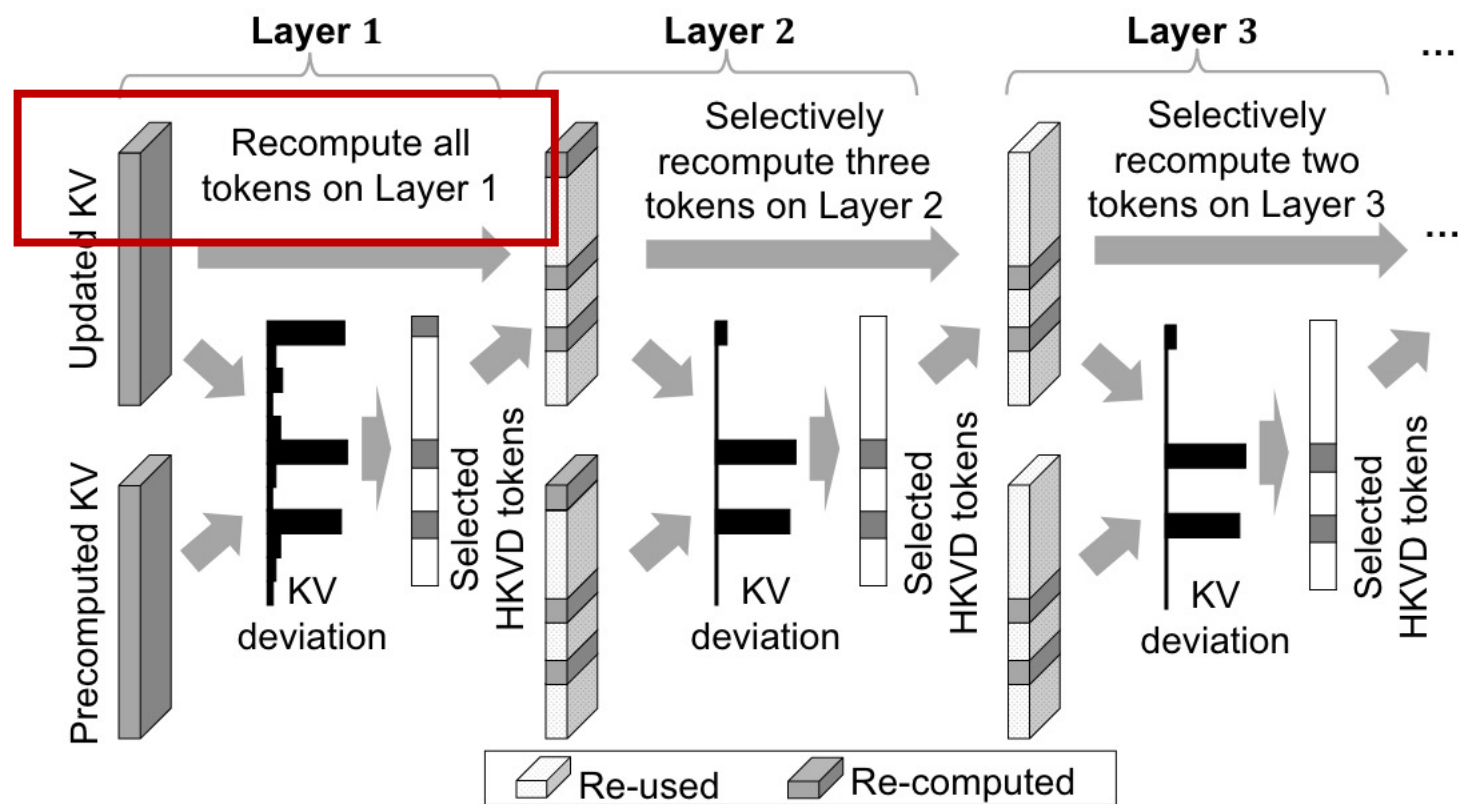 Layer 1
Layer 2
Layer 3
...
Recompute all
tokens on Layer 1
Selectively
recompute three
tokens on Layer 2
Selectively
recompute two
tokens on Layer 3
...
Updated KV
Precomputed KV
KV
deviation
Selected
HKVD tokens
KV
deviation
Selected
HKVD tokens
KV
deviation
Selected
HKVD tokens
Re-used
Re-computed